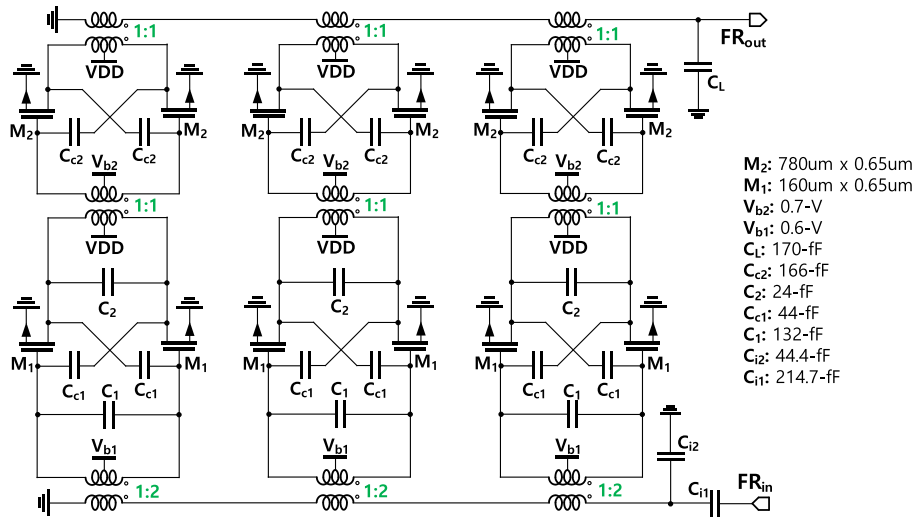 1:1 1:1 1:1 FRout
VDD VDD VDD CL
M2 M2 M2 M2 M2 M2
Cc2 Cc2 Cc2 Cc2 Cc2 Cc2
Vb2 Vb2 Vb2
1:1 1:1 1:1
VDD VDD VDD
C2 C2 C2
M1 M1 M1 M1 M1 M1
Cc1 C1 Cc1 Cc1 C1 Cc1 Cc1 C1 Cc1
Vb1 Vb1 Vb1 Ci2
1:2 1:2 1:2 Ci1 FRin
M2: 780um x 0.65um
M1: 160um x 0.65um
Vb2: 0.7-V
Vb1: 0.6-V
CL: 170-fF
Cc2: 166-fF
C2: 24-fF
Cc1: 44-fF
C1: 132-fF
Ci2: 44.4-fF
Ci1: 214.7-fF